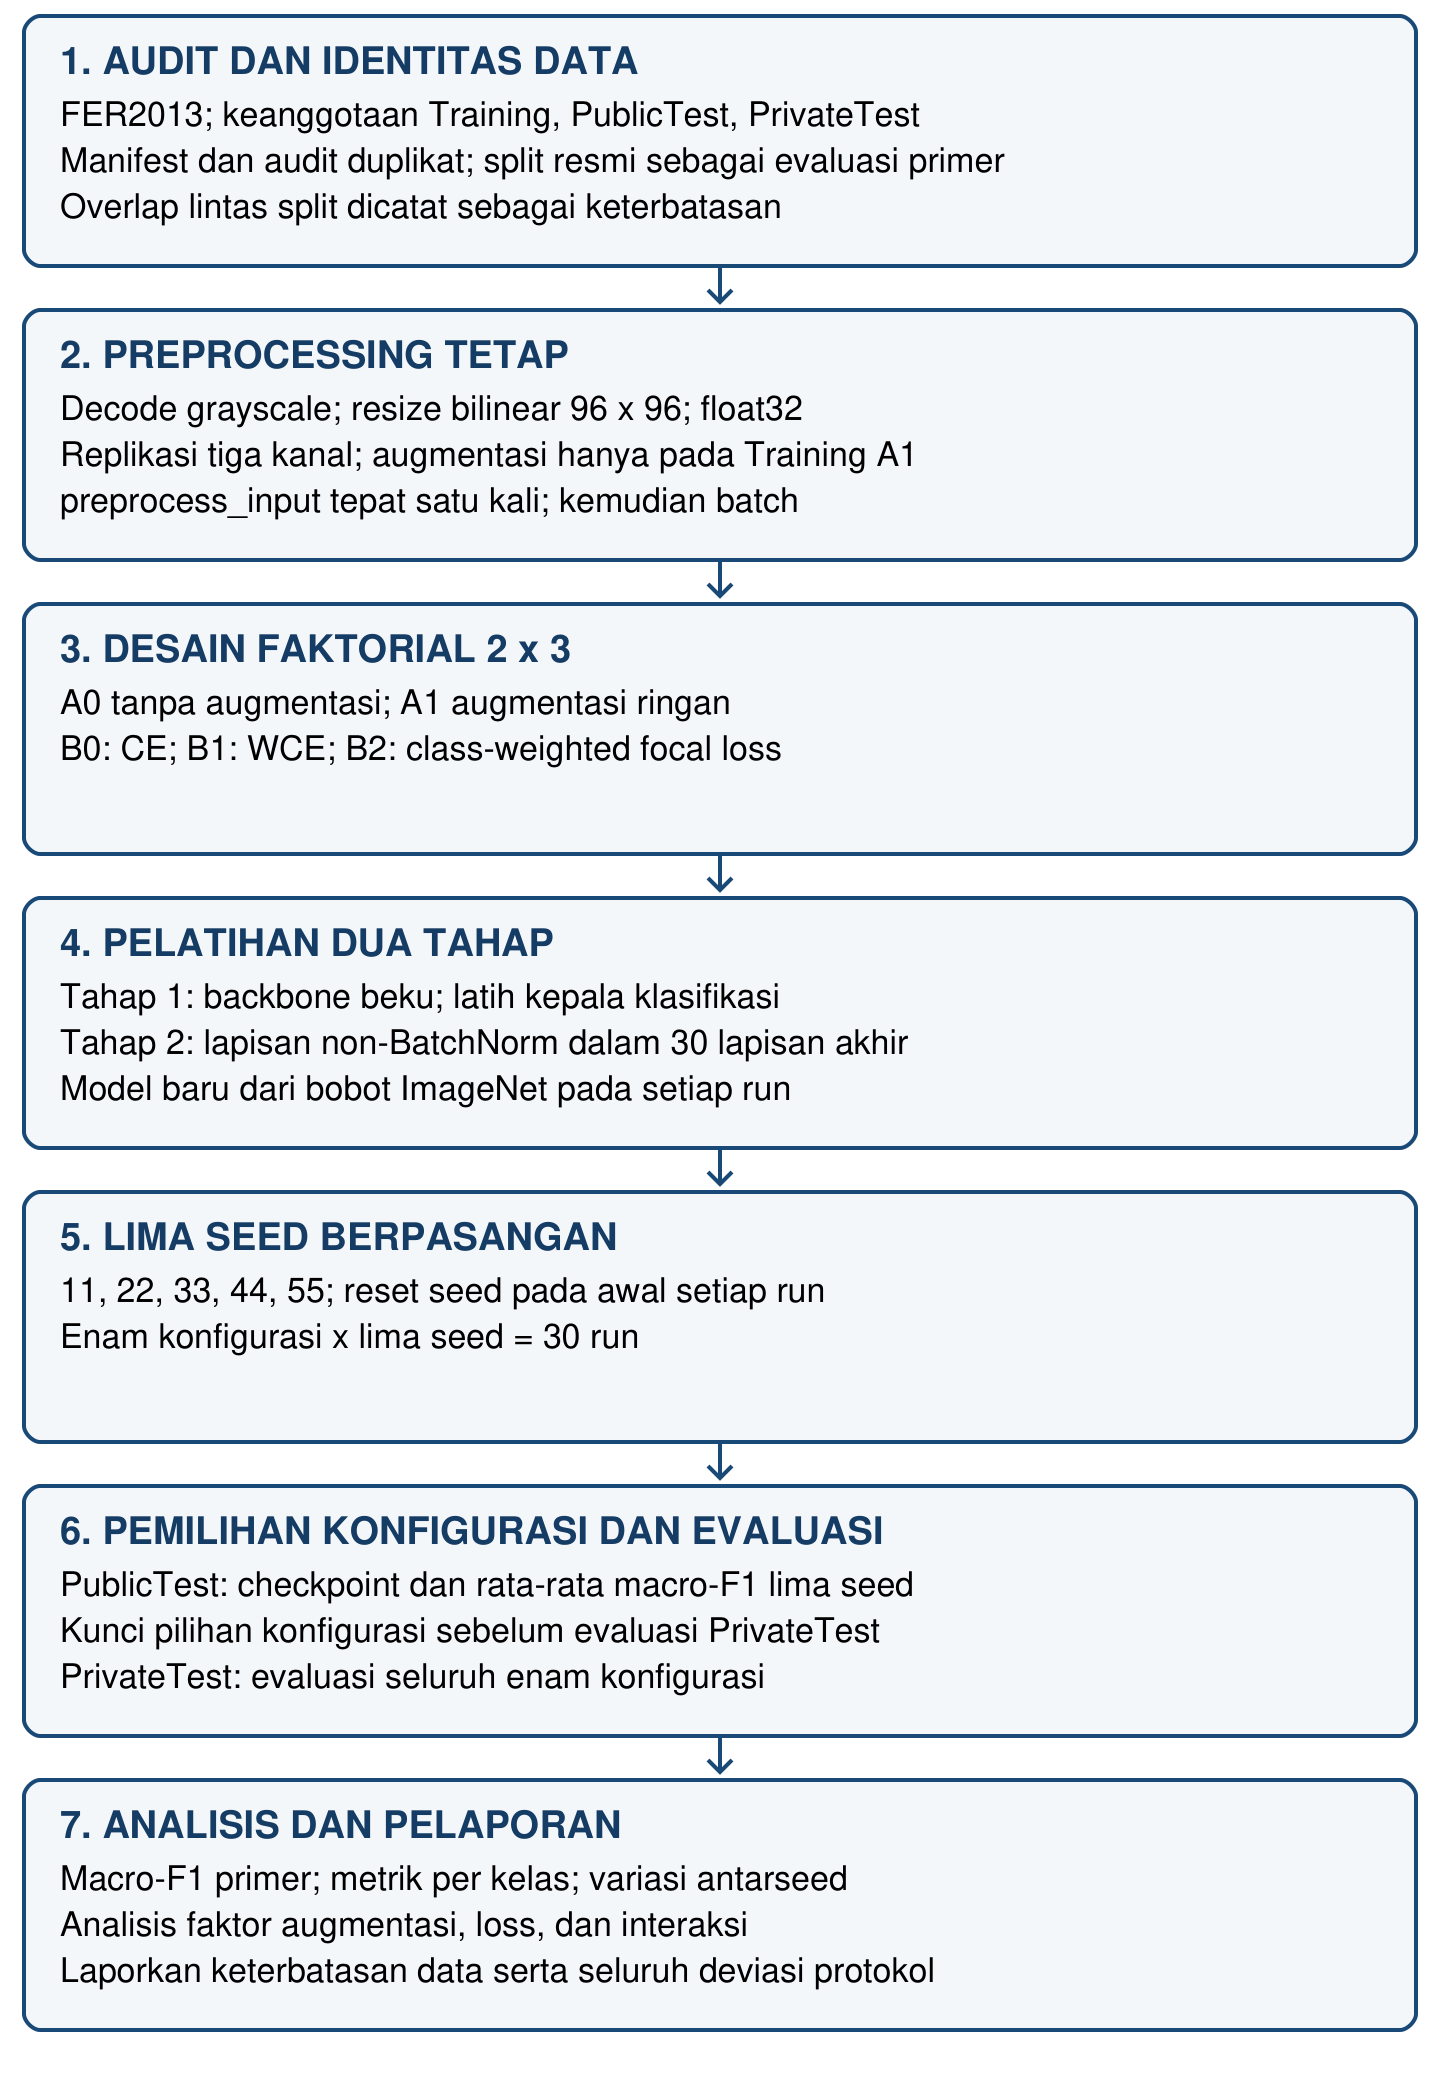 1. AUDIT DAN IDENTITAS DATA
FER2013; keanggotaan Training, PublicTest, PrivateTest
Manifest dan audit duplikat; split resmi sebagai evaluasi primer
Overlap lintas split dicatat sebagai keterbatasan
2. PREPROCESSING TETAP
Decode grayscale; resize bilinear 96 x 96; float32
Replikasi tiga kanal; augmentasi hanya pada Training A1
preprocess_input tepat satu kali; kemudian batch
3. DESAIN FAKTORIAL 2 x 3
A0 tanpa augmentasi; A1 augmentasi ringan
B0: CE; B1: WCE; B2: class-weighted focal loss
4. PELATIHAN DUA TAHAP
Tahap 1: backbone beku; latih kepala klasifikasi
Tahap 2: lapisan non-BatchNorm dalam 30 lapisan akhir
Model baru dari bobot ImageNet pada setiap run
5. LIMA SEED BERPASANGAN
11, 22, 33, 44, 55; reset seed pada awal setiap run
Enam konfigurasi x lima seed = 30 run
6. PEMILIHAN KONFIGURASI DAN EVALUASI
PublicTest: checkpoint dan rata-rata macro-F1 lima seed
Kunci pilihan konfigurasi sebelum evaluasi PrivateTest
PrivateTest: evaluasi seluruh enam konfigurasi
7. ANALISIS DAN PELAPORAN
Macro-F1 primer; metrik per kelas; variasi antarseed
Analisis faktor augmentasi, loss, dan interaksi
Laporkan keterbatasan data serta seluruh deviasi protokol